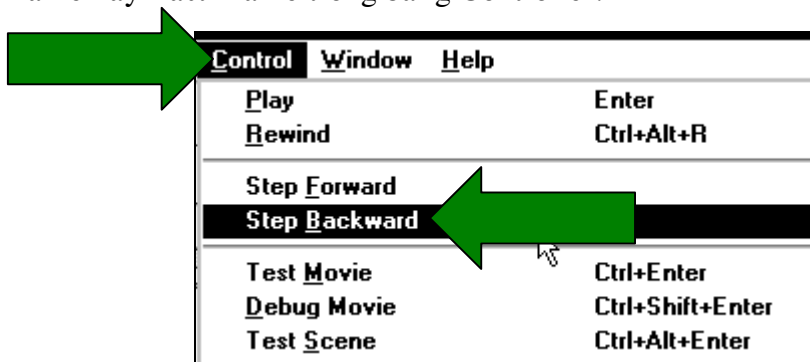 Control Window Help
Play Enter
Rewind Ctrl+Alt+R
Step Forward
Step Backward
Test Movie Ctrl+Enter
Debug Movie Ctrl+Shift+Enter
Test Scene Ctrl+Alt+Enter